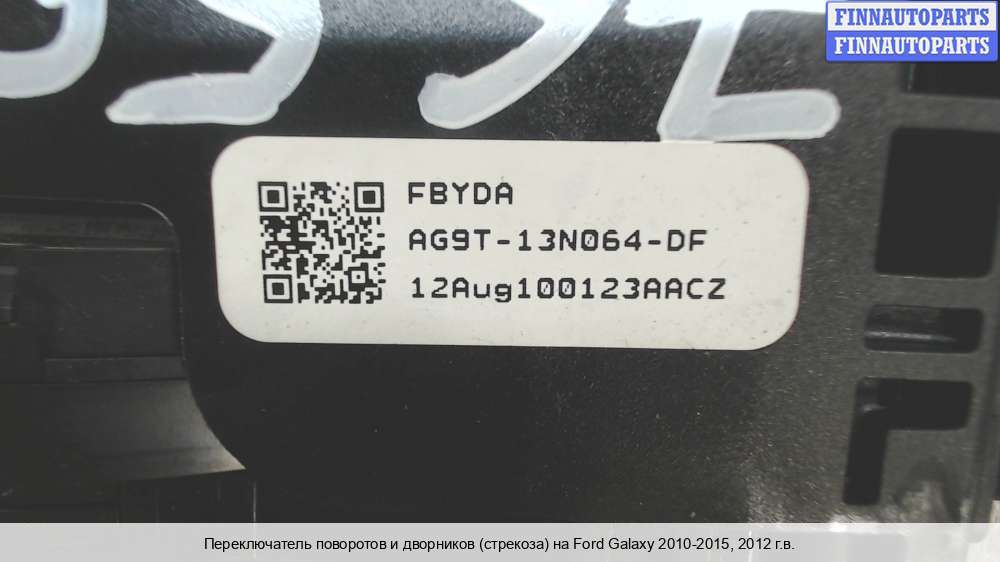 FINNAUTOPARTS
FINNAUTOPARTS
FBYDA
AG9T-13N064-DF
12Aug100123AACZ
Переключатель поворотов и дворников (стрекоза) на Ford Galaxy 2010-2015, 2012 г.в.